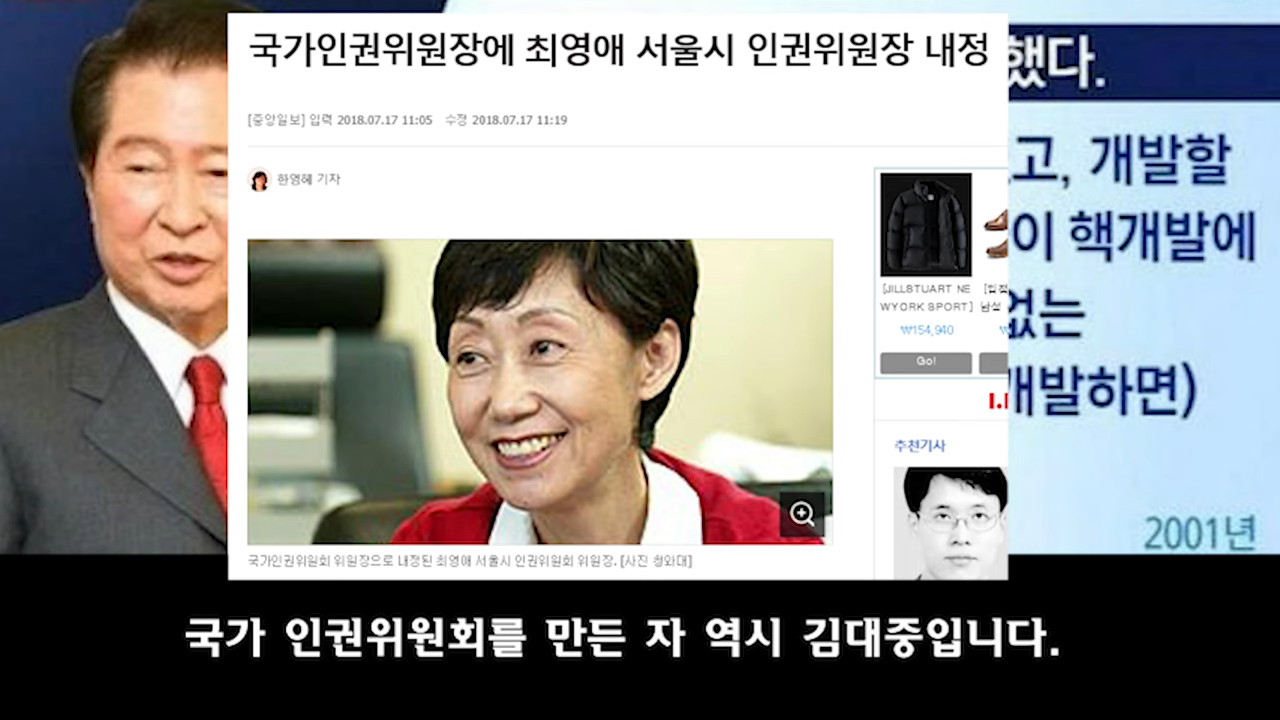 국가인권위원장에 최영애 서울시 인권위원장 내정
[중앙일보] 입력 2018.07.17 11:05 수정 2018.07.17 11:19
한영혜 기자
했다.
고, 개발할
이 핵개발에
없는
개발하면)
2001년
[JILLSTUART NE
WYORK SPORT]
남성
₩154,940
Go!
추천기사
국가인권위원회 위원장으로 내정된 최영애 서울시 인권위원회 위원장. [사진 청와대]
국가 인권위원회를 만든 자 역시 김대중입니다.